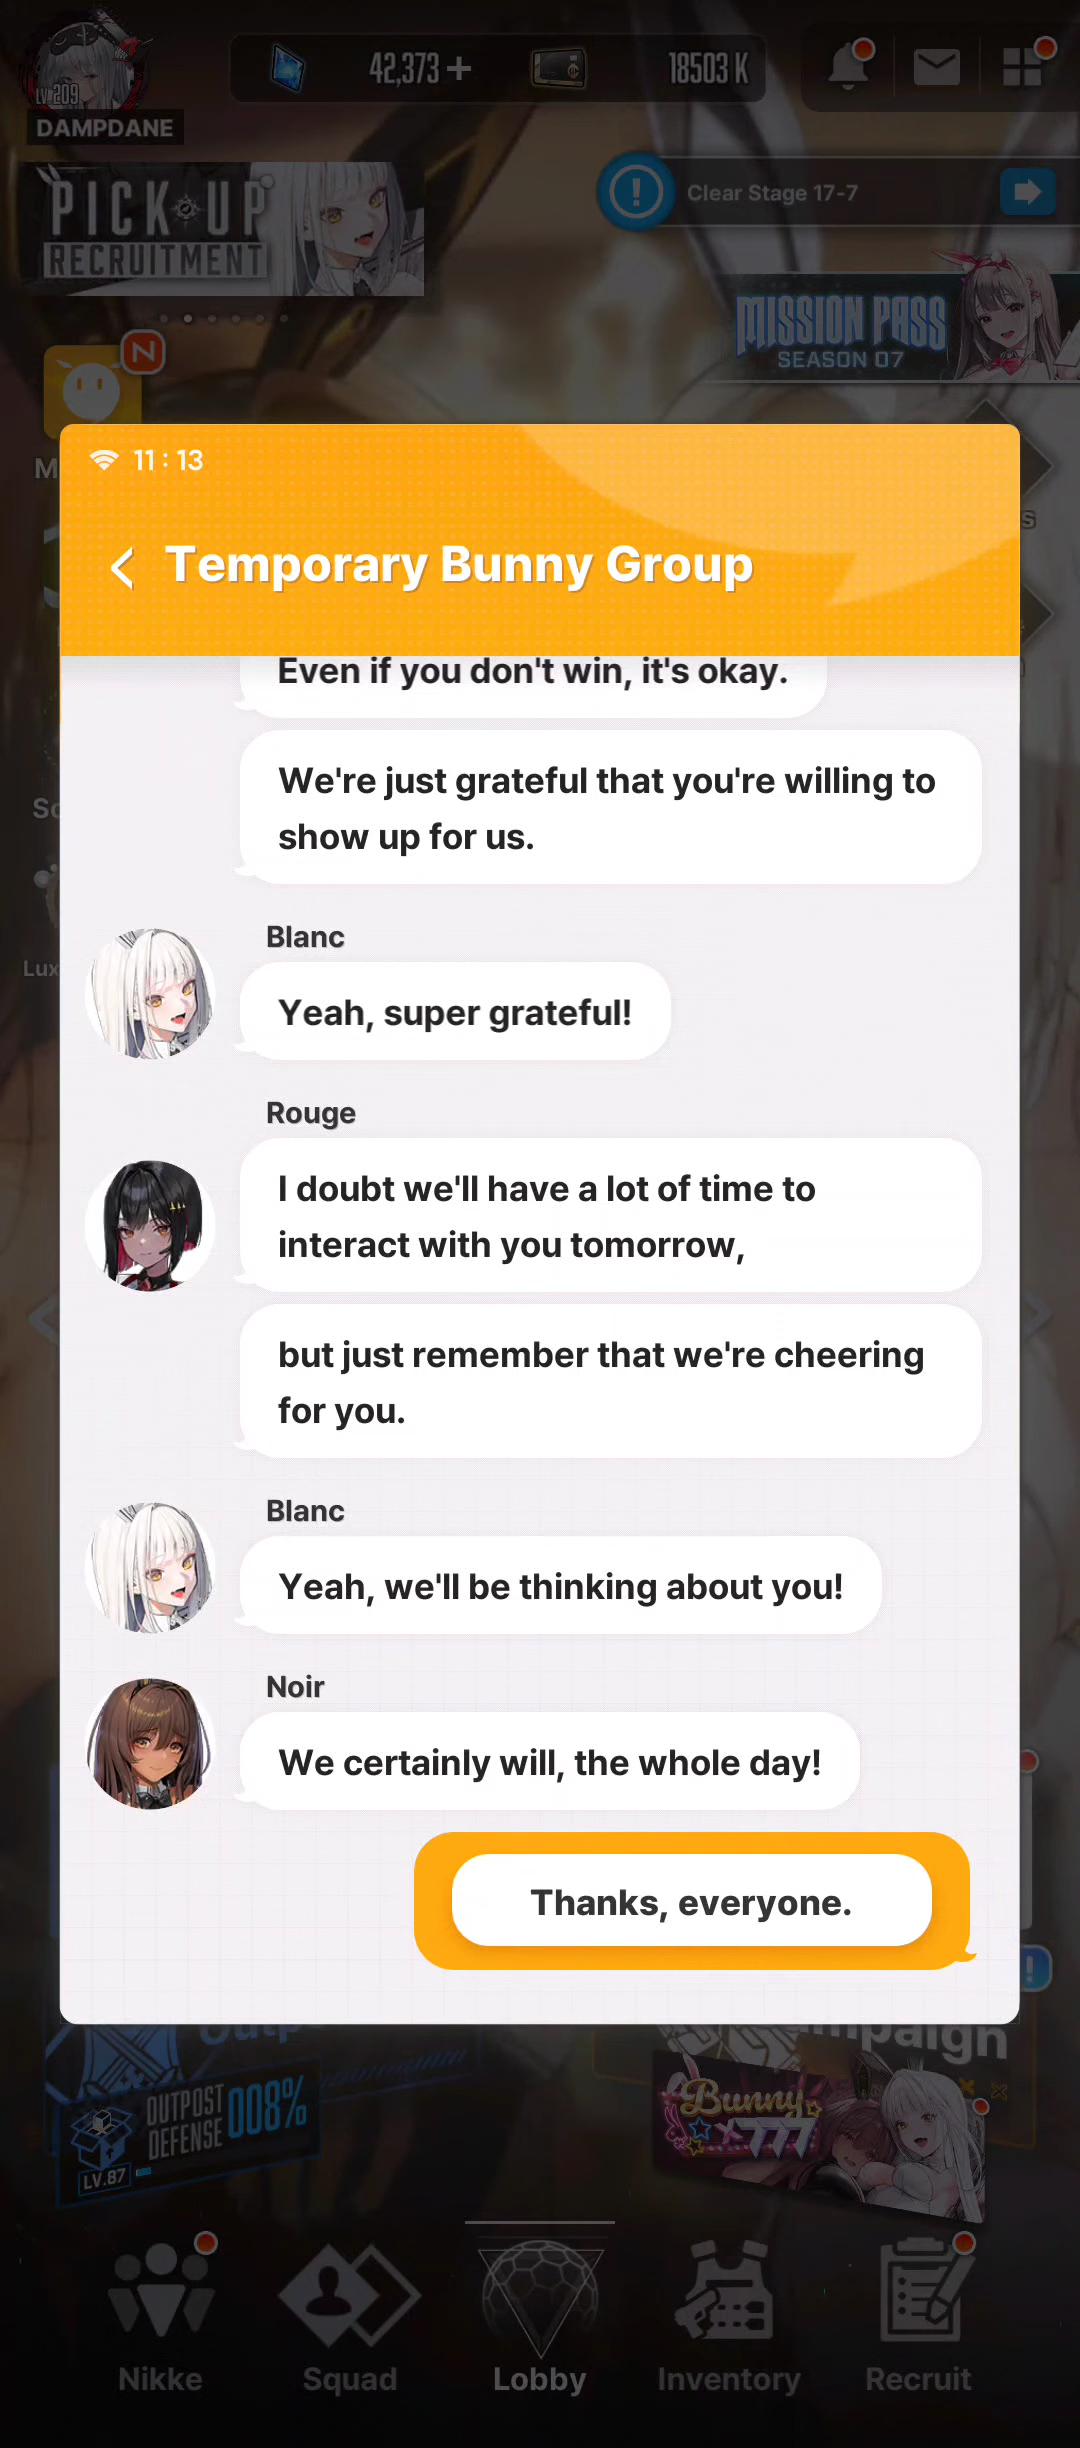 LV 209
42,373
18503 K
DAMPDANE
PICK UP
RECRUITMENT
Clear Stage 17-7
MISSION PASS
SEASON 07
N
11 : 13
Temporary Bunny Group
Even if you don't win, it's okay.
We're just grateful that you're willing to
show up for us.
Blanc
Yeah, super grateful!
Rouge
I doubt we'll have a lot of time to
interact with you tomorrow,
but just remember that we're cheering
for you.
Blanc
Yeah, we'll be thinking about you!
Noir
We certainly will, the whole day!
Thanks, everyone.
OUTPOST
DEFENSE
008%
LV.87
Bunny
X777
Nikke
Squad
Lobby
Inventory
Recruit